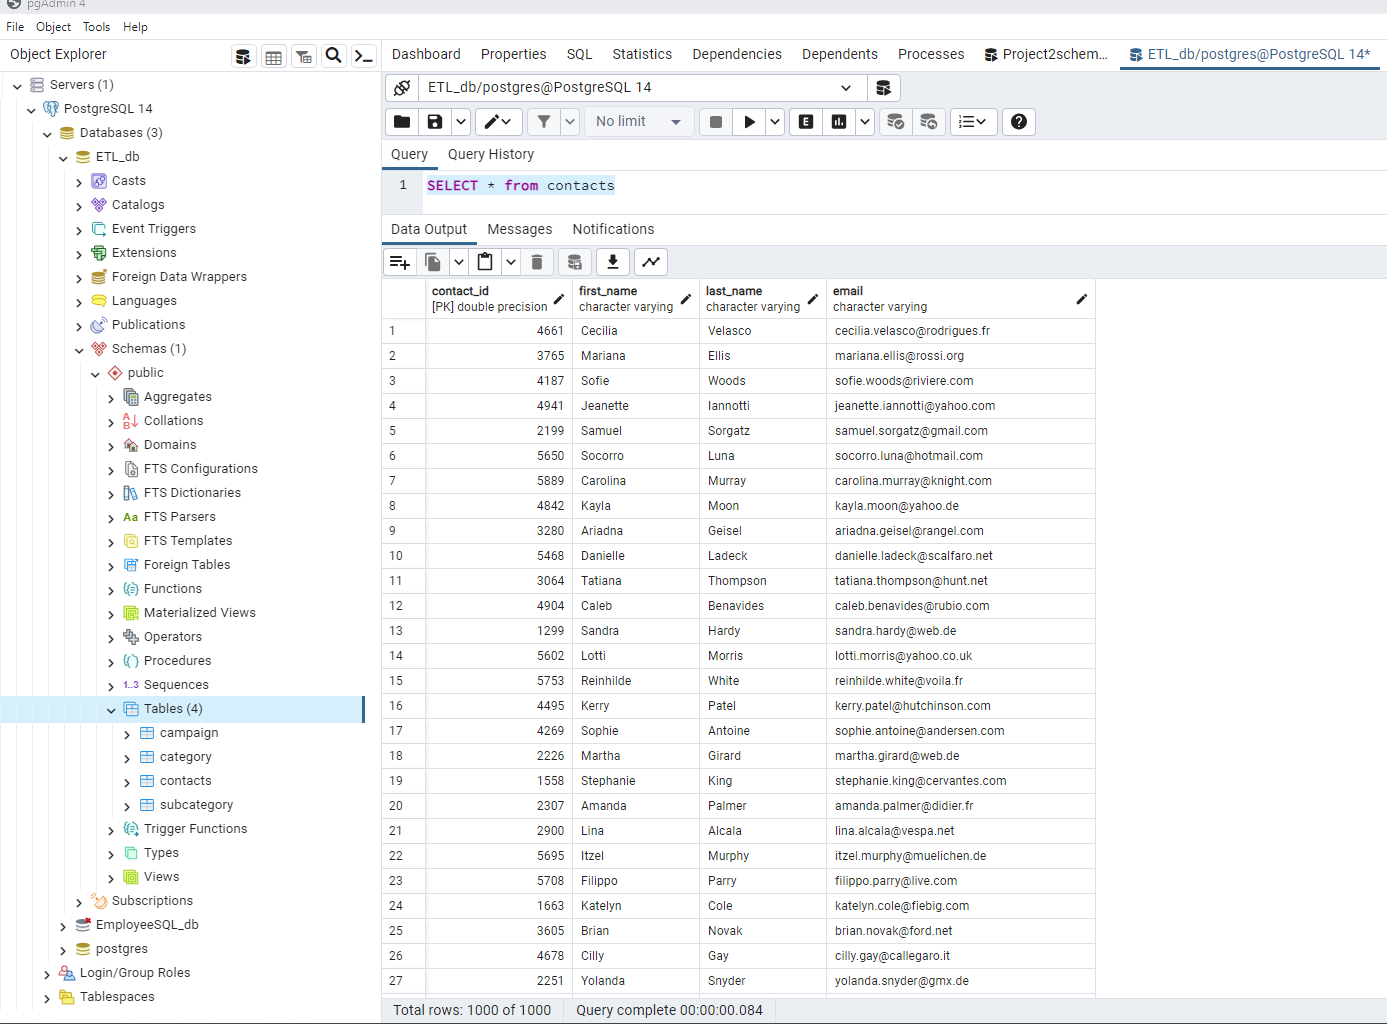 pgAdmin 4
File Object Tools Help
Object Explorer
Servers (1)
PostgreSQL 14
Databases (3)
ETL_db
Casts
Catalogs
Event Triggers
Extensions
Foreign Data Wrappers
Languages
Publications
Schemas (1)
public
Aggregates
Collations
Domains
FTS Configurations
FTS Dictionaries
Aa FTS Parsers
FTS Templates
Foreign Tables
Functions
Materialized Views
Operators
Procedures
1..3 Sequences
Tables (4)
campaign
category
contacts
subcategory
Trigger Functions
Types
Views
Subscriptions
EmployeeSQL_db
postgres
Login/Group Roles
Tablespaces
Dashboard Properties SQL Statistics Dependencies Dependents Processes Project2schem... ETL_db/postgres@PostgreSQL 14*
ETL_db/postgres@PostgreSQL 14
No limit E
Query Query History
1 SELECT * from contacts
Data Output Messages Notifications
contact_id first_name last_name email
[PK] double precision character varying character varying character varying
1 4661 Cecilia Velasco cecilia.velasco@rodrigues.fr
2 3765 Mariana Ellis mariana.ellis@rossi.org
3 4187 Sofie Woods sofie.woods@riviere.com
4 4941 Jeanette Iannotti jeanette.iannotti@yahoo.com
5 2199 Samuel Sorgatz samuel.sorgatz@gmail.com
6 5650 Socorro Luna socorro.luna@hotmail.com
7 5889 Carolina Murray carolina.murray@knight.com
8 4842 Kayla Moon kayla.moon@yahoo.de
9 3280 Ariadna Geisel ariadna.geisel@rangel.com
10 5468 Danielle Ladeck danielle.ladeck@scalfaro.net
11 3064 Tatiana Thompson tatiana.thompson@hunt.net
12 4904 Caleb Benavides caleb.benavides@rubio.com
13 1299 Sandra Hardy sandra.hardy@web.de
14 5602 Lotti Morris lotti.morris@yahoo.co.uk
15 5753 Reinhilde White reinhilde.white@voila.fr
16 4495 Kerry Patel kerry.patel@hutchinson.com
17 4269 Sophie Antoine sophie.antoine@andersen.com
18 2226 Martha Girard martha.girard@web.de
19 1558 Stephanie King stephanie.king@cervantes.com
20 2307 Amanda Palmer amanda.palmer@didier.fr
21 2900 Lina Alcala lina.alcala@vespa.net
22 5695 Itzel Murphy itzel.murphy@muelichen.de
23 5708 Filippo Parry filippo.parry@live.com
24 1663 Katelyn Cole katelyn.cole@fiebig.com
25 3605 Brian Novak brian.novak@ford.net
26 4678 Cilly Gay cilly.gay@callegaro.it
27 2251 Yolanda Snyder yolanda.snyder@gmx.de
Total rows: 1000 of 1000 Query complete 00:00:00.084